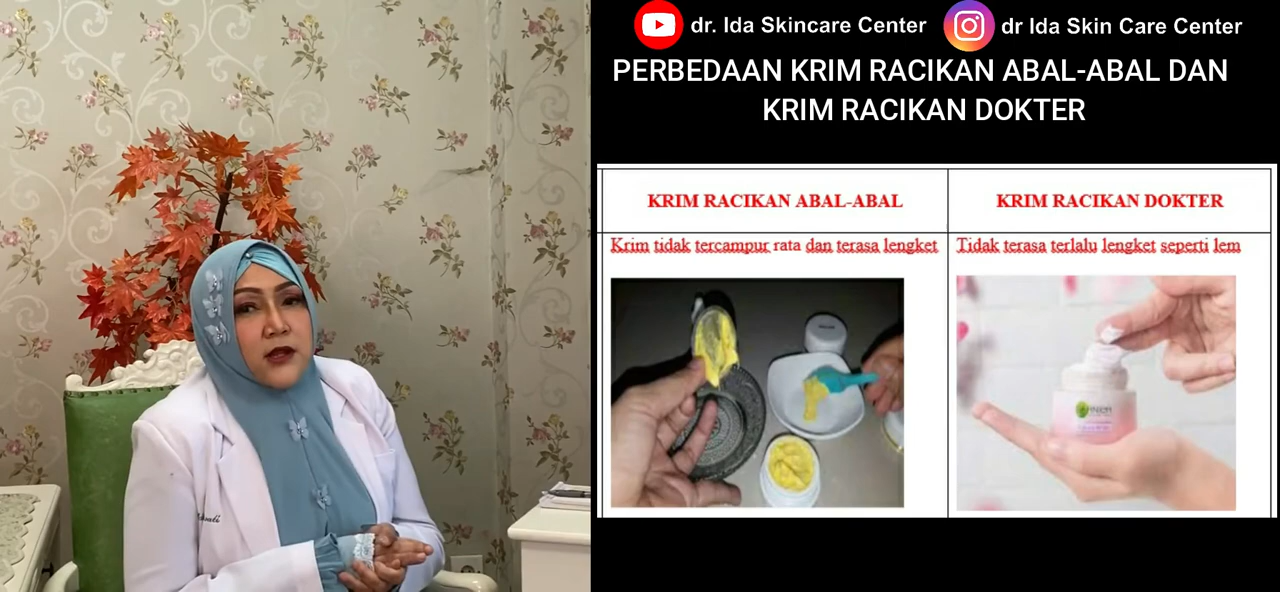 dr. Ida Skincare Center
dr Ida Skin Care Center
PERBEDAAN KRIM RACIKAN ABAL-ABAL DAN
KRIM RACIKAN DOKTER
KRIM RACIKAN ABAL-ABAL
KRIM RACIKAN DOKTER
Krim tidak tercampur rata dan terasa lengket
Tidak terasa terlalu lengket seperti lem